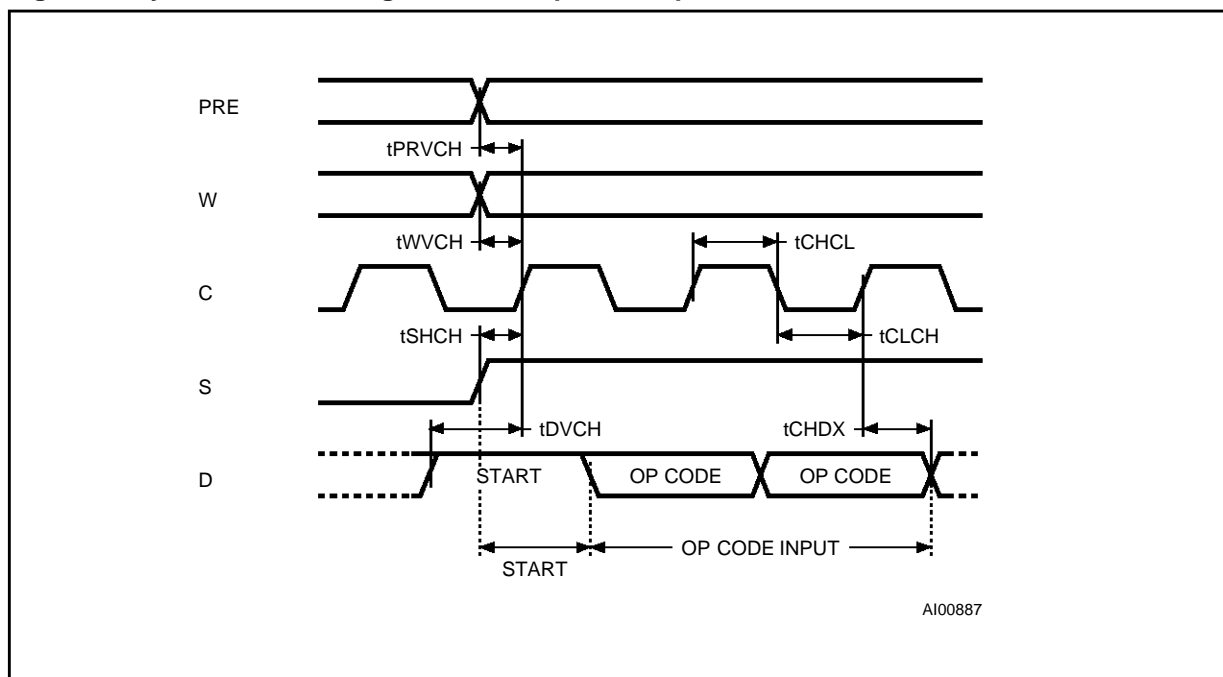 PRE
tPRVCH
W
tWVCH
tCHCL
C
tSHCH
tCLCH
S
tDVCH
tCHDX
D
START
OP CODE
OP CODE
OP CODE INPUT
START
AI00887